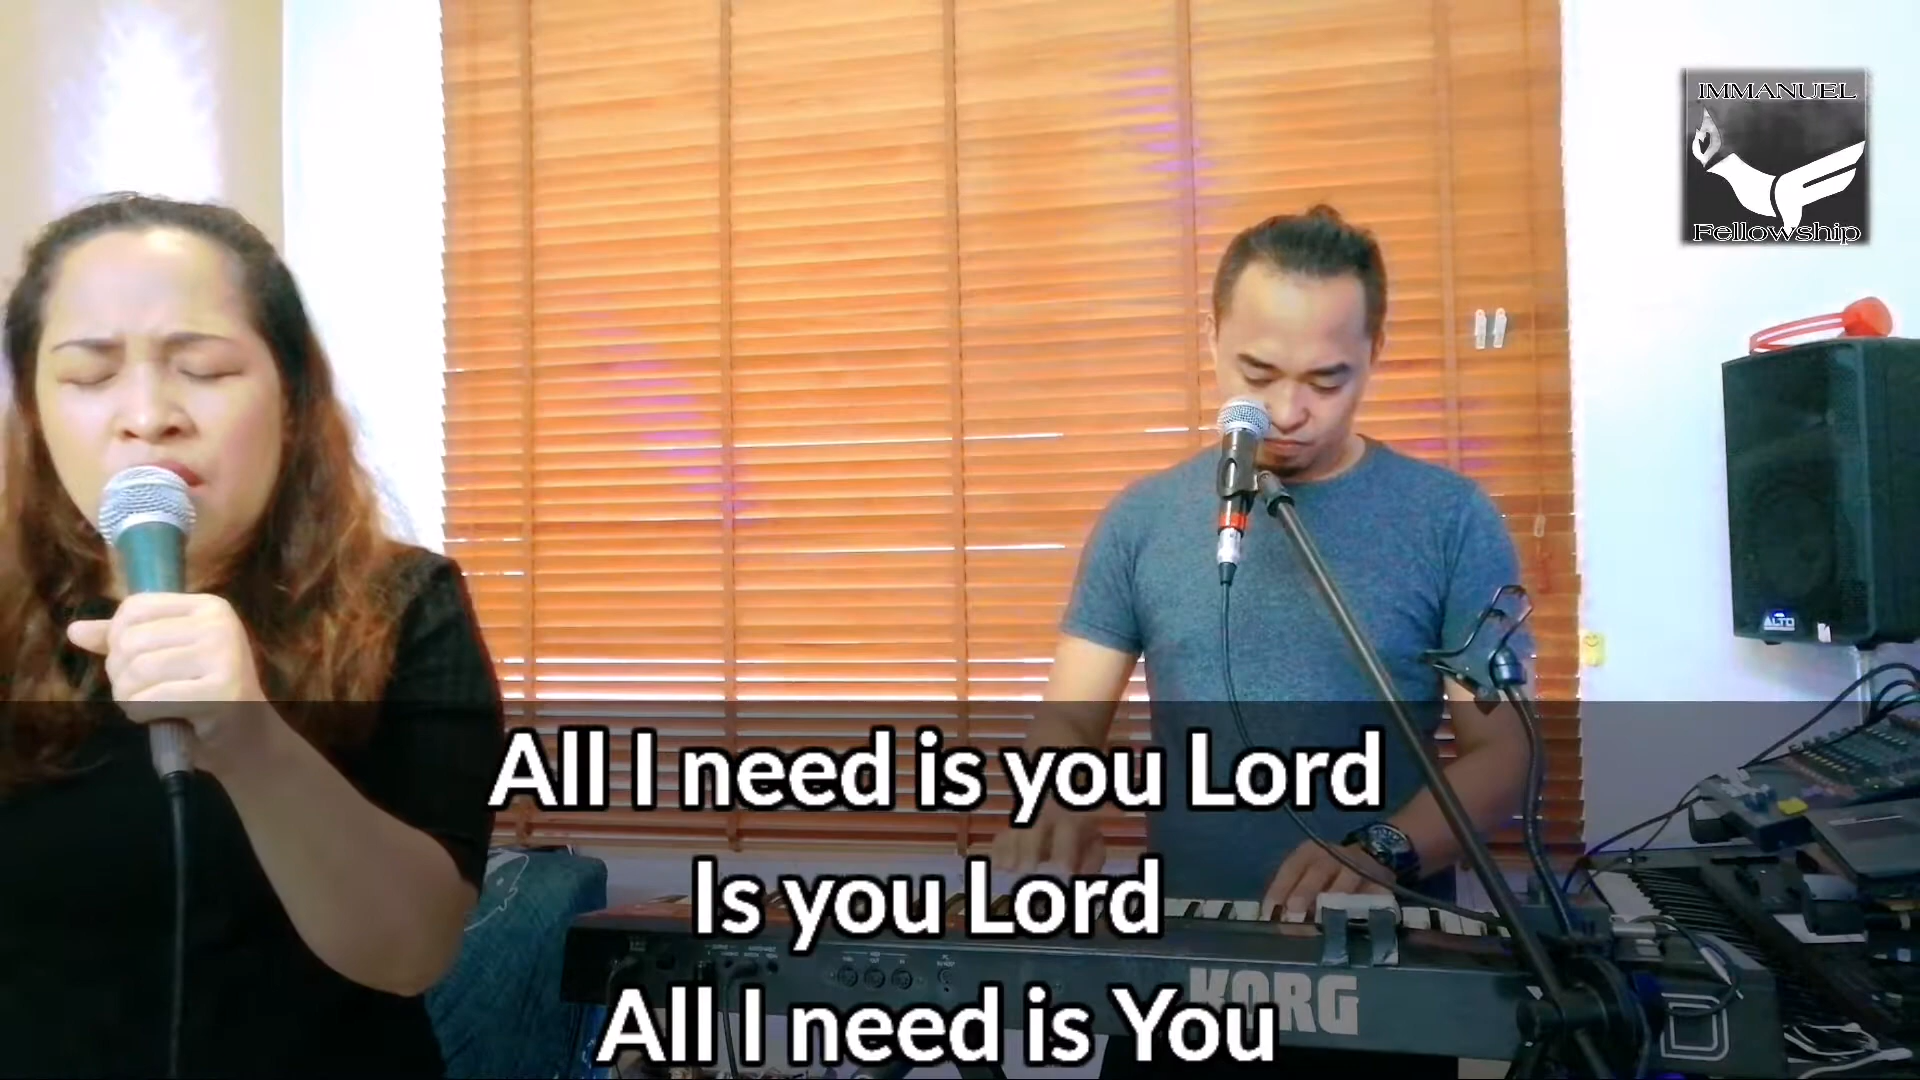 IMMANUEL
Fellowship
ALTO
All I need is you Lord
Is you Lord
All I need is You
KORG